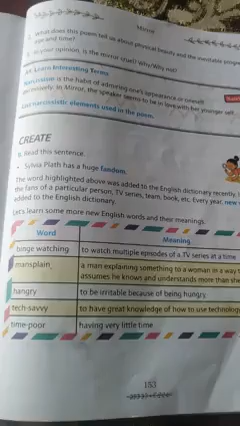 Mirror
What does this poem tell us about physical beauty and the inevitable
age and time?
In your opinion, is the mirror cruel? Why/Why not?
Learn Interesting Terms
Narcissism is the habit of admiring one's appearance or oneself
excessively. In Mirror, the speaker seems to be in love with her younger self.
List narcissistic elements used in the poem.
CREATE
Read this sentence.
Sylvia Plath has a huge fandom.
The word highlighted above was added to the English dictionary recently.
the fans of a particular person, TV series, team, book, etc. Every year, new
added to the English dictionary.
Let's learn some more new English words and their meanings.
Word Meaning
binge watching to watch multiple episodes of a TV series at a time
mansplain a man explaining something to a woman in a way
assumes he knows and understands more than
hangry to be irritable because of being hungry
tech-savvy to have great knowledge of how to use
time-poor having very little time
153